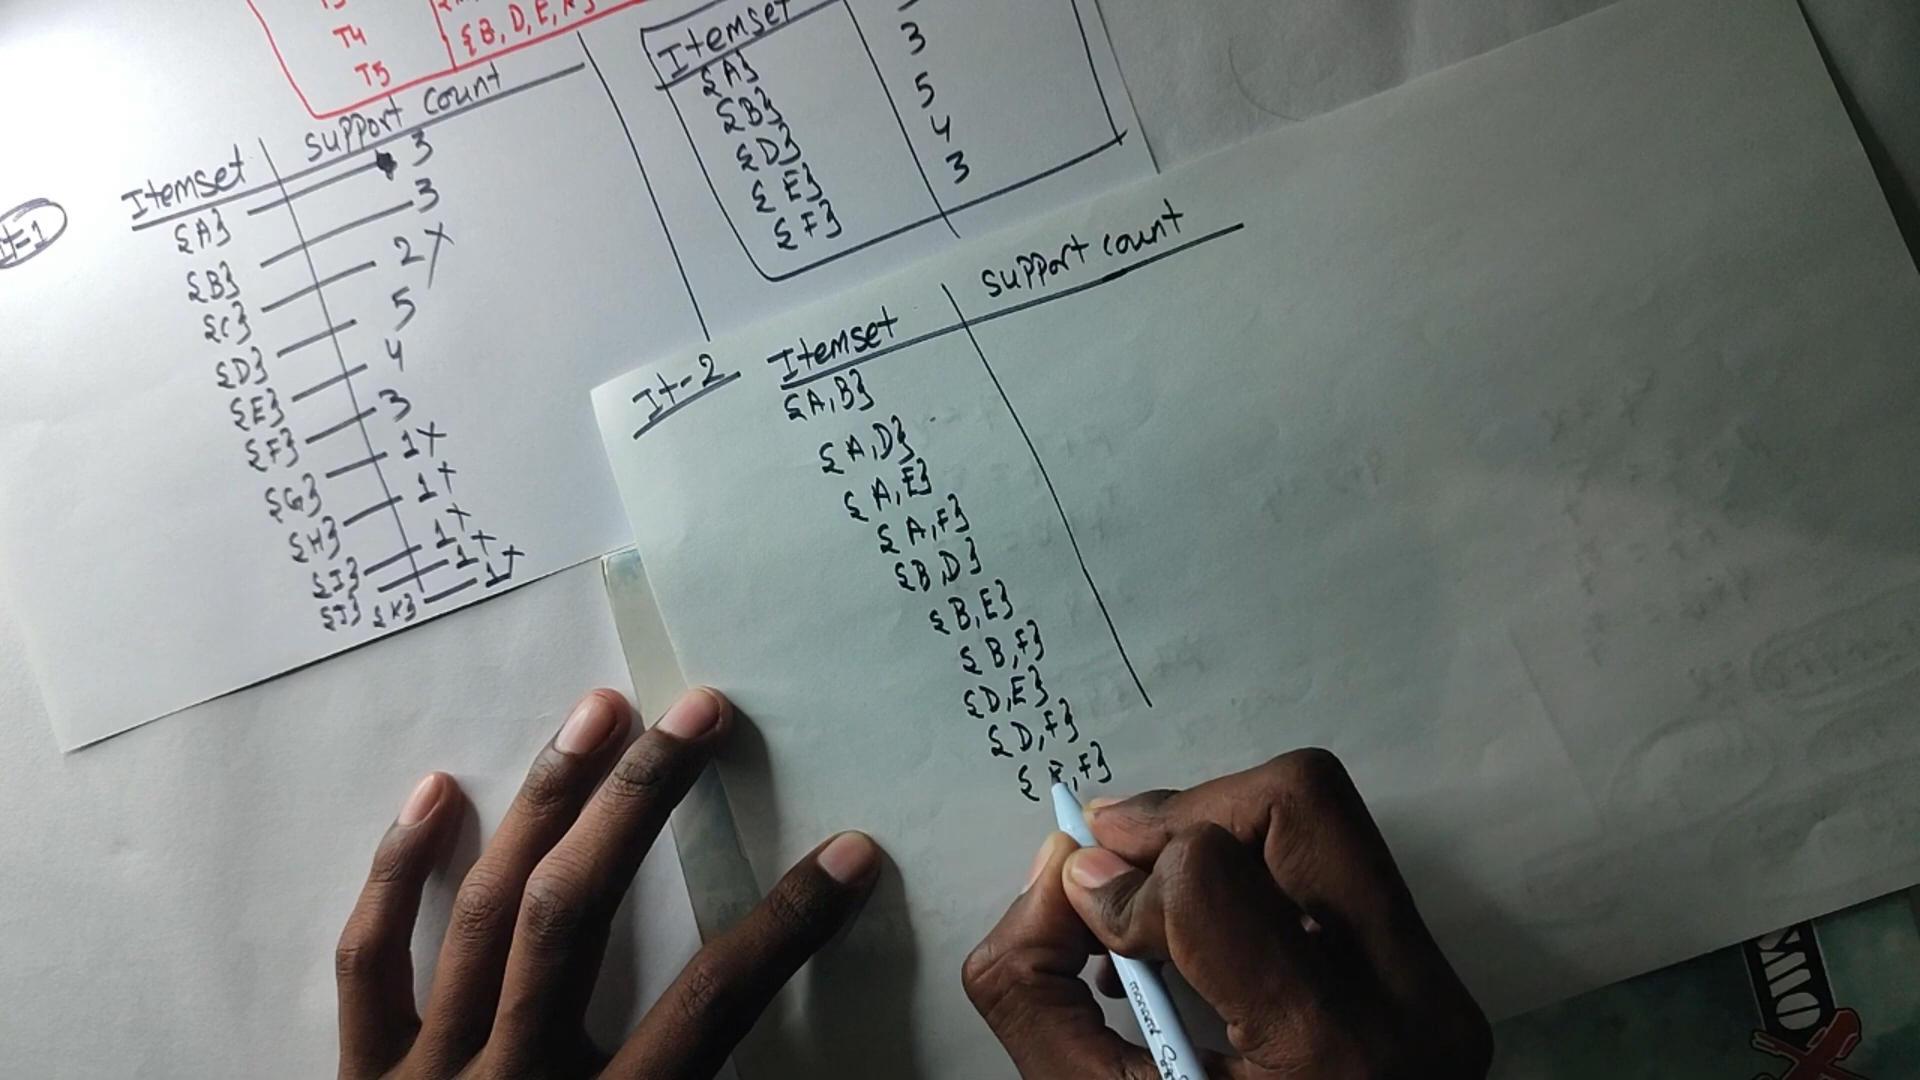 T4
{B, D, E, K}
T5
It=1
Itemset support count
{A} 3
{B} 3
{C} 2 X
{D} 5
{E} 4
{F} 3
{G} 1 X
{H} 1 X
{I} 1 X
{J} 1 X
{K} 1 X
Itemset
{A}
{B} 3
{D} 5
{E} 4
{F} 3
It-2
Itemset support count
{A,B}
{A,D}
{A,E}
{A,F}
{B,D}
{B,E}
{B,F}
{D,E}
{D,F}
{E,F}
monami